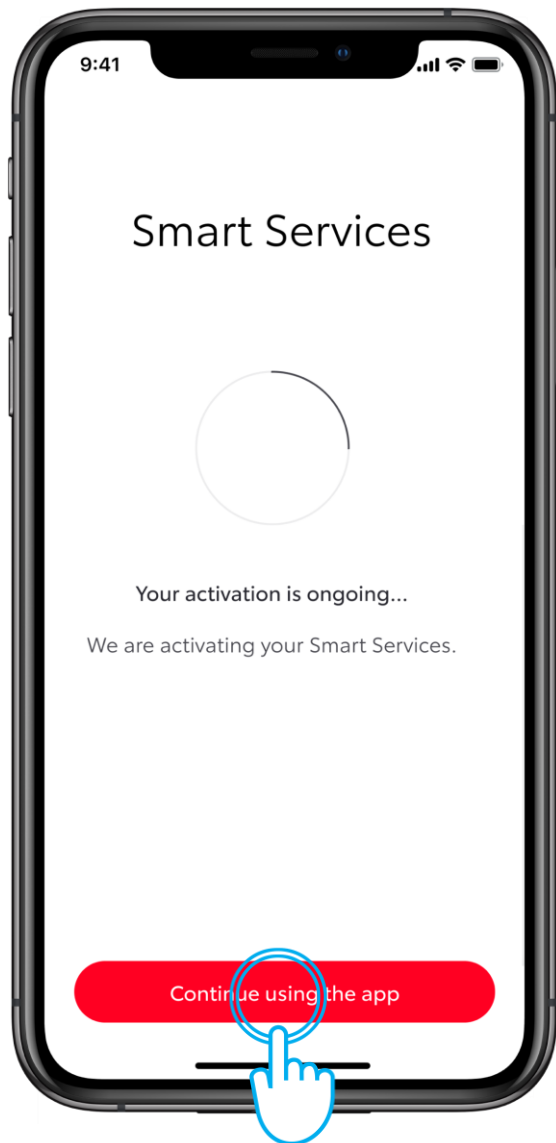 9:41
Smart Services
Your activation is ongoing...
We are activating your Smart Services.
Continue using the app